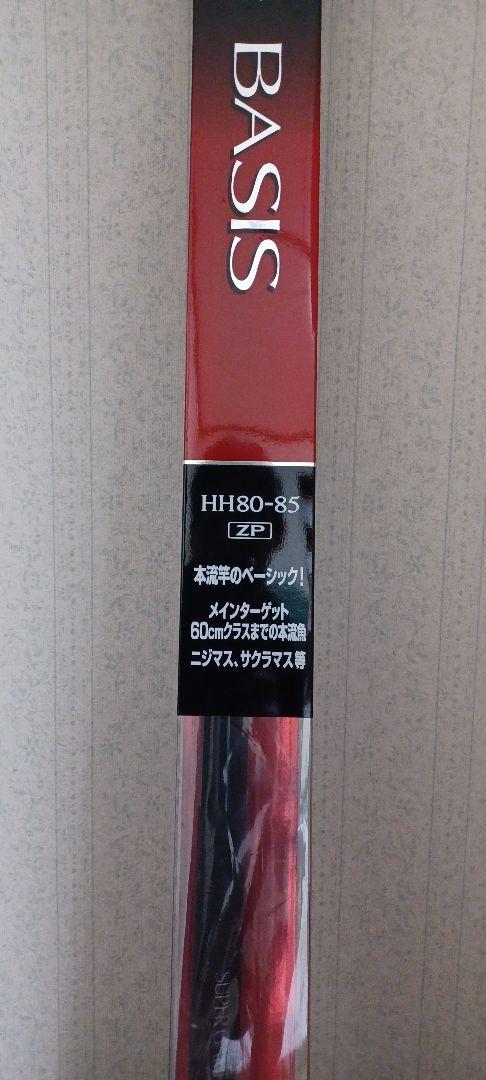 BASIS
HH80-85
ZP
本流竿のベーシック!
メインターゲット
60cmクラスまでの本流魚
ニジマス、サクラマス等
SUPER